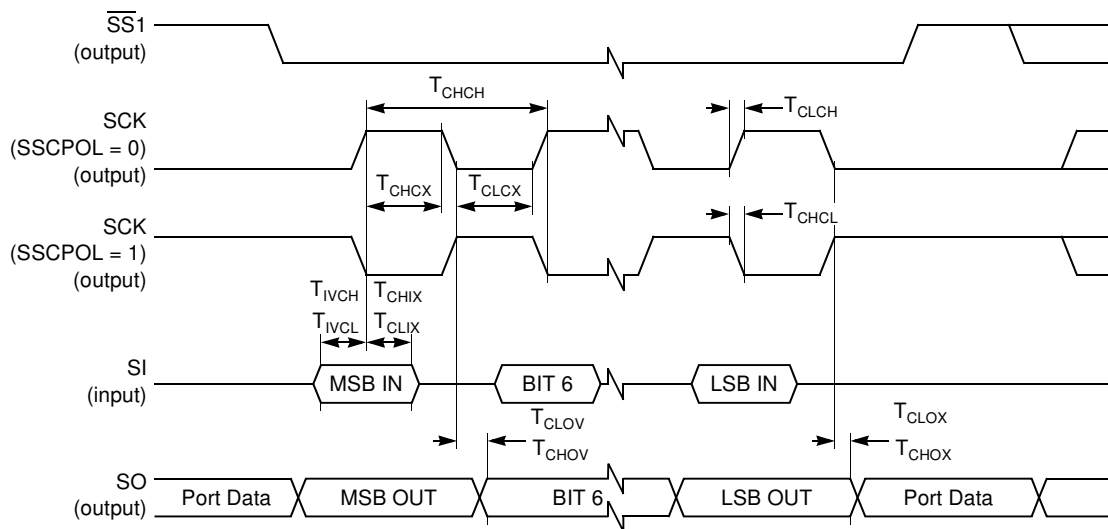 S̅S̅1
(output)
T_CHCH
SCK
(SSCPOL = 0)
(output)
T_CLCH
T_CHCX
T_CLCX
SCK
(SSCPOL = 1)
(output)
T_CHCL
T_IVCH
T_CHIX
T_IVCL
T_CLIX
SI
(input)
MSB IN
BIT 6
LSB IN
T_CLOV
T_CHOV
T_CLOX
T_CHOX
SO
(output)
Port Data
MSB OUT
BIT 6
LSB OUT
Port Data